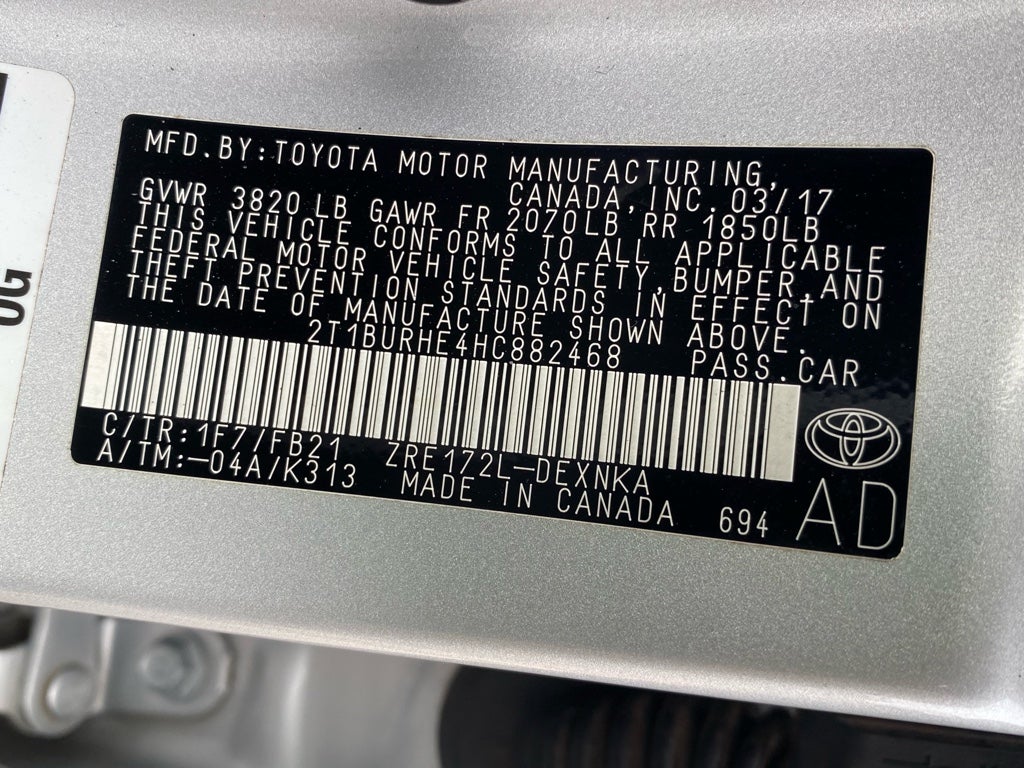 MFD.BY:TOYOTA MOTOR MANUFACTURING,
CANADA,INC. 03/17
GVWR 3820 LB GAWR FR 2070LB RR 1850LB
THIS VEHICLE CONFORMS TO ALL APPLICABLE
FEDERAL MOTOR VEHICLE SAFETY,BUMPER,AND
THEFT PREVENTION STANDARDS IN EFFECT ON
THE DATE OF MANUFACTURE SHOWN ABOVE.
2T1BURHE4HC882468 PASS.CAR
C/TR:1F7/FB21 ZRE172L-DEXNKA
A/TM:-04A/K313 MADE IN CANADA 694 AD
0G